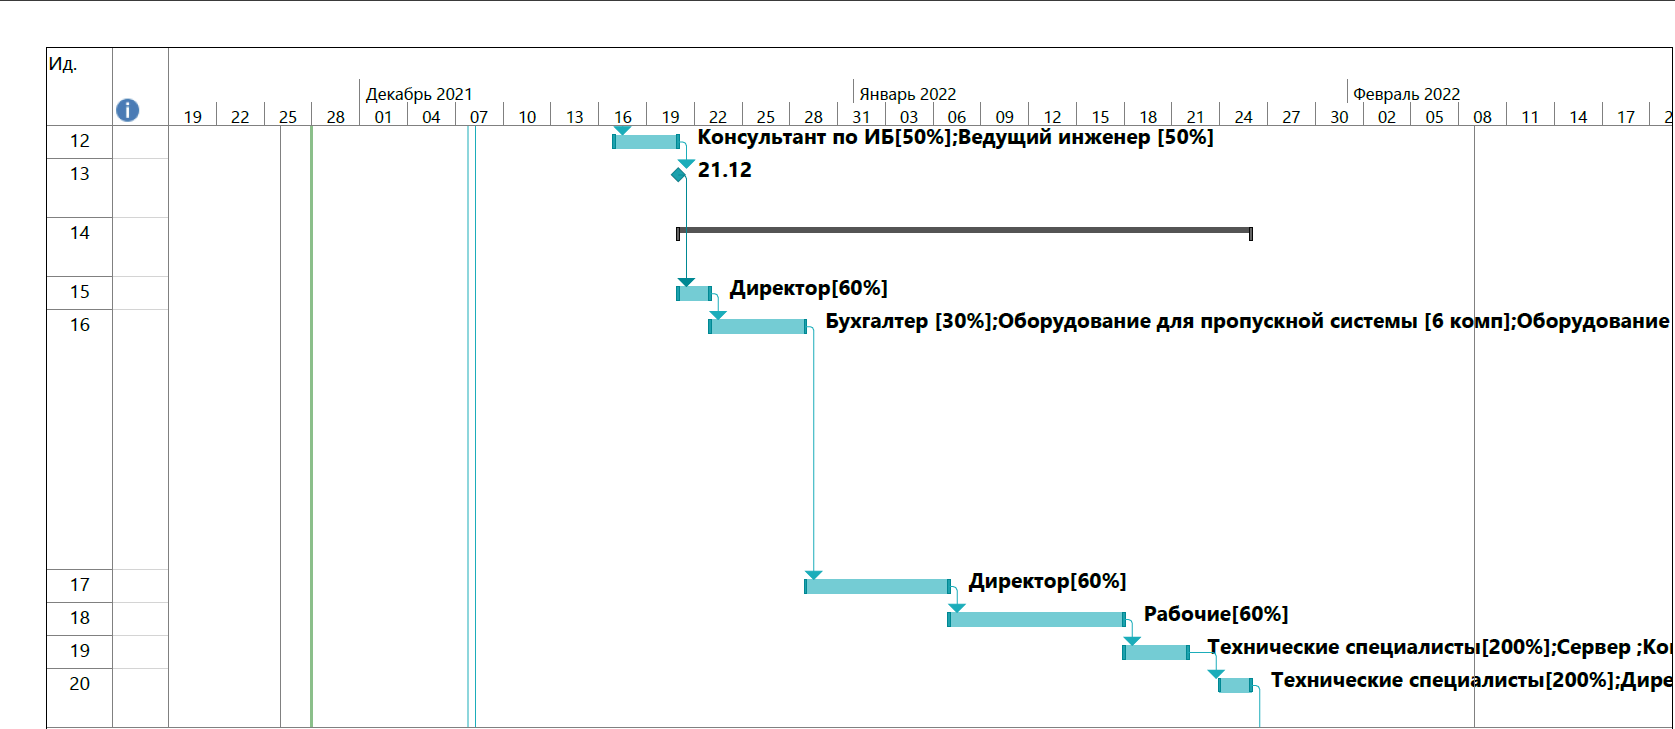 Ид.
Декабрь 2021 Январь 2022 Февраль 2022
19 22 25 28 01 04 07 10 13 16 19 22 25 28 31 03 06 09 12 15 18 21 24 27 30 02 05 08 11 14 17
12 Консультант по ИБ[50%];Ведущий инженер [50%]
13 21.12
14
15 Директор[60%]
16 Бухгалтер [30%];Оборудование для пропускной системы [6 комп];Оборудование
17 Директор[60%]
18 Рабочие[60%]
19 Технические специалисты[200%];Сервер ;
20 Технические специалисты[200%];